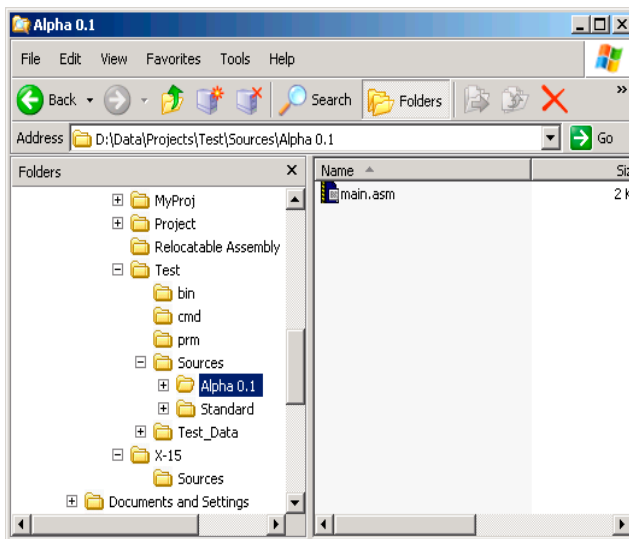 Alpha 0.1
File Edit View Favorites Tools Help
Back Search Folders »
Address D:\Data\Projects\Test\Sources\Alpha 0.1 Go
Folders x
Name Siz
MyProj
Project
Relocatable Assembly
Test
bin
cmd
prm
Sources
Alpha 0.1
Standard
Test_Data
X-15
Sources
Documents and Settings
main.asm 2 K